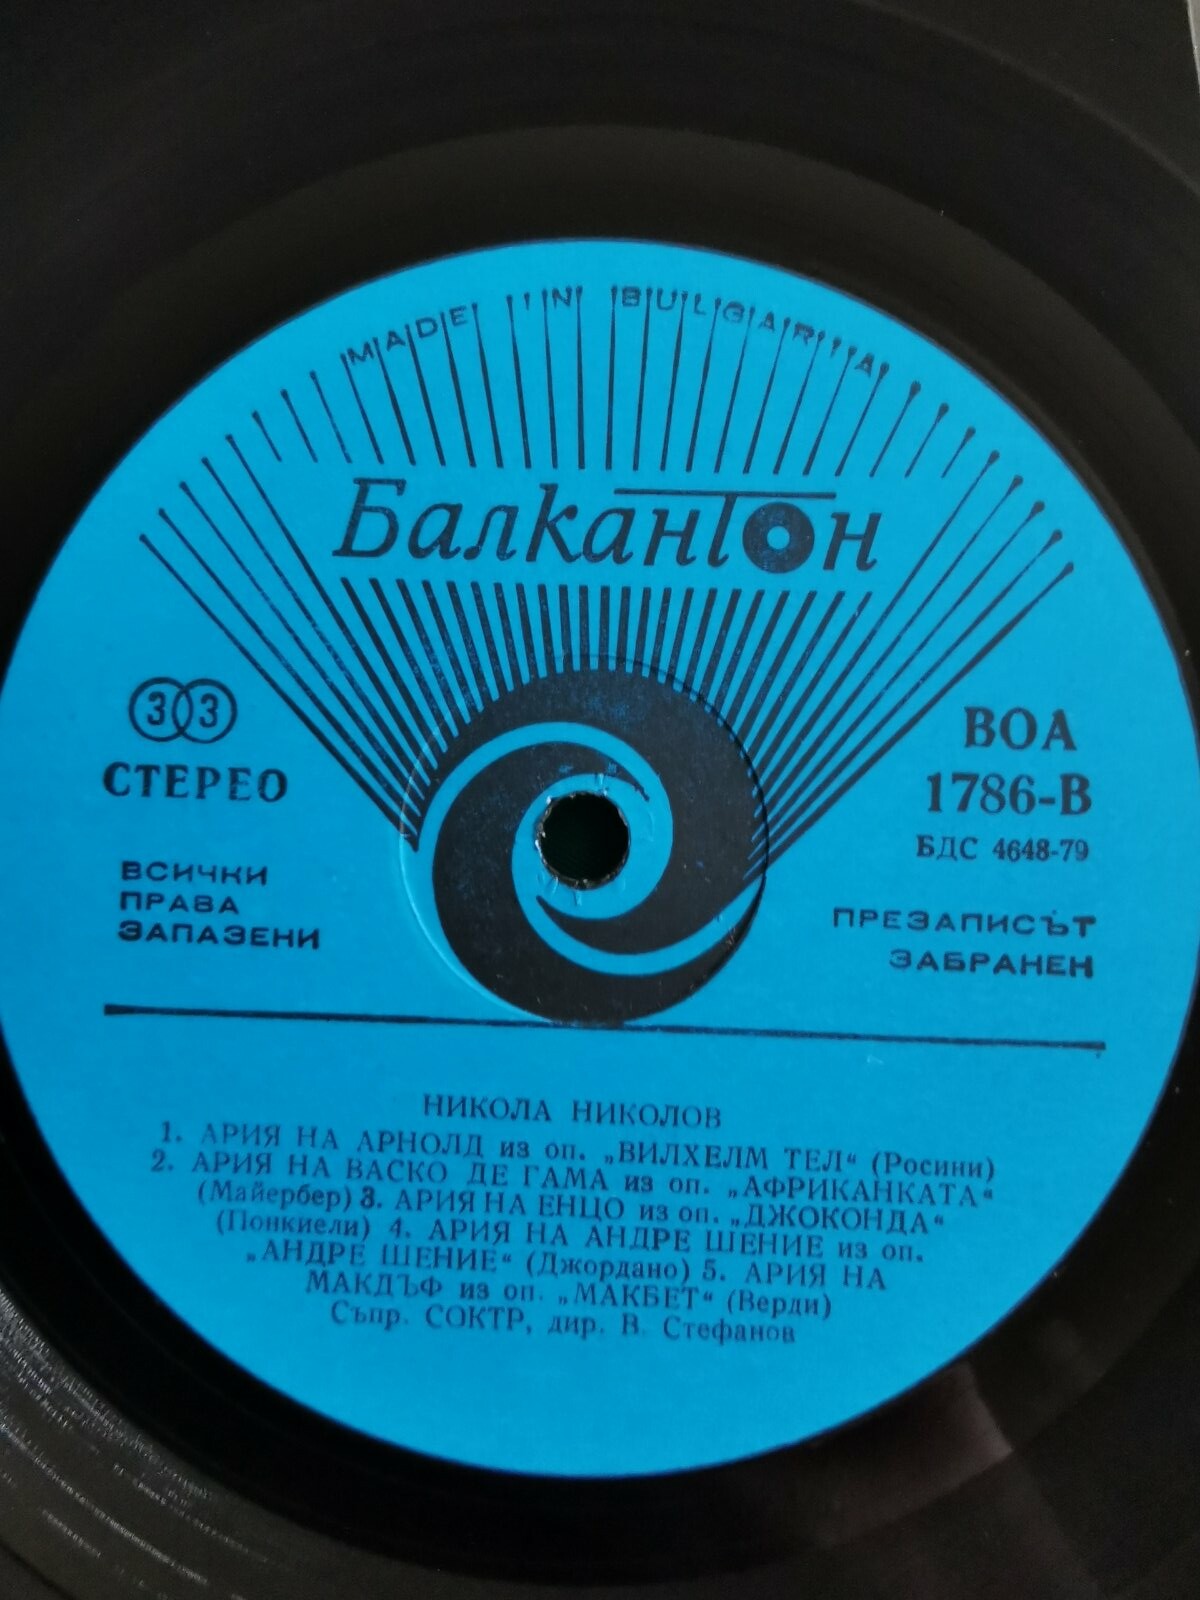 MADE IN BULGARIA
Балкантон
33
СТЕРЕО
ВОА
1786-В
БДС 4648-79
ВСИЧКИ
ПРАВА
ЗАПАЗЕНИ
ПРЕЗАПИСЪТ
ЗАБРАНЕН
НИКОЛА НИКОЛОВ
1. АРИЯ НА АРНОЛД из оп. „ВИЛХЕЛМ ТЕЛ“ (Росини)
2. АРИЯ НА ВАСКО ДЕ ГАМА из оп. „АФРИКАНКАТА“
(Майербер) 3. АРИЯ НА ЕНЦО из оп. „ДЖОКОНДА“
(Понкиели) 4. АРИЯ НА АНДРЕ ШЕНИЕ из оп.
„АНДРЕ ШЕНИЕ“ (Джордано) 5. АРИЯ НА
МАКДЪФ из оп. „МАКБЕТ“ (Верди)
Съпр. СОКТР, дир. В. Стефанов